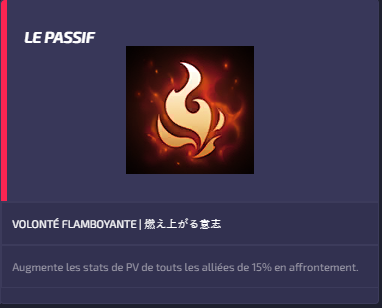 LE PASSIF
VOLONTÉ FLAMBOYANTE | 燃え上がる意志
Augmente les stats de PV de touts les alliées de 15% en affrontement.